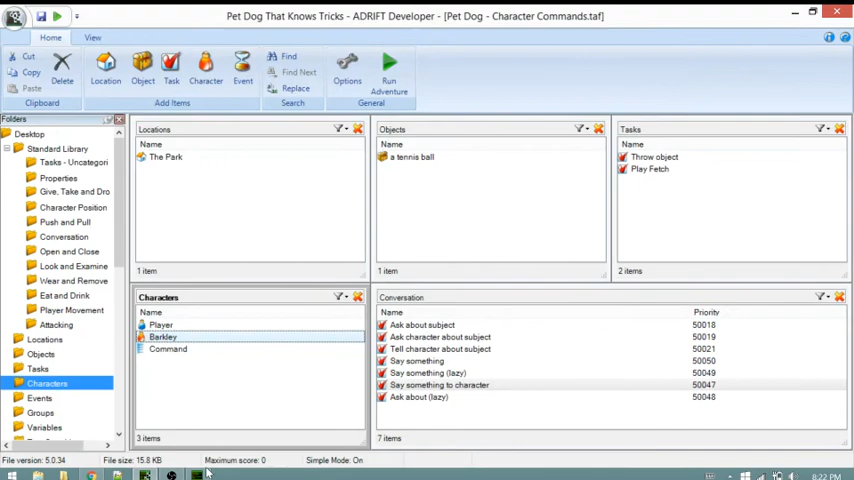 Pet Dog That Knows Tricks - ADRIFT Developer - [Pet Dog - Character Commands.taf]
Home View
Cut
Copy
Paste
Delete
Location
Object
Task
Character
Event
Find
Find Next
Replace
Options
Run
Adventure
Clipboard
Add Items
Search
General
Folders
Desktop
Standard Library
Tasks - Uncategori
Properties
Give, Take and Dro
Character Position
Push and Pull
Conversation
Open and Close
Look and Examine
Wear and Remove
Eat and Drink
Player Movement
Attacking
Locations
Objects
Tasks
Characters
Events
Groups
Variables
Locations
Name
The Park
1 item
Objects
Name
a tennis ball
1 item
Tasks
Name
Throw object
Play Fetch
2 items
Characters
Name
Player
Barkley
Command
3 items
Conversation
Name Priority
Ask about subject 50018
Ask character about subject 50019
Tell character about subject 50021
Say something 50050
Say something (lazy) 50049
Say something to character 50047
Ask about (lazy) 50048
7 items
File version: 5.0.34 File size: 15.8 KB Maximum score: 0 Simple Mode: On
8:22 PM